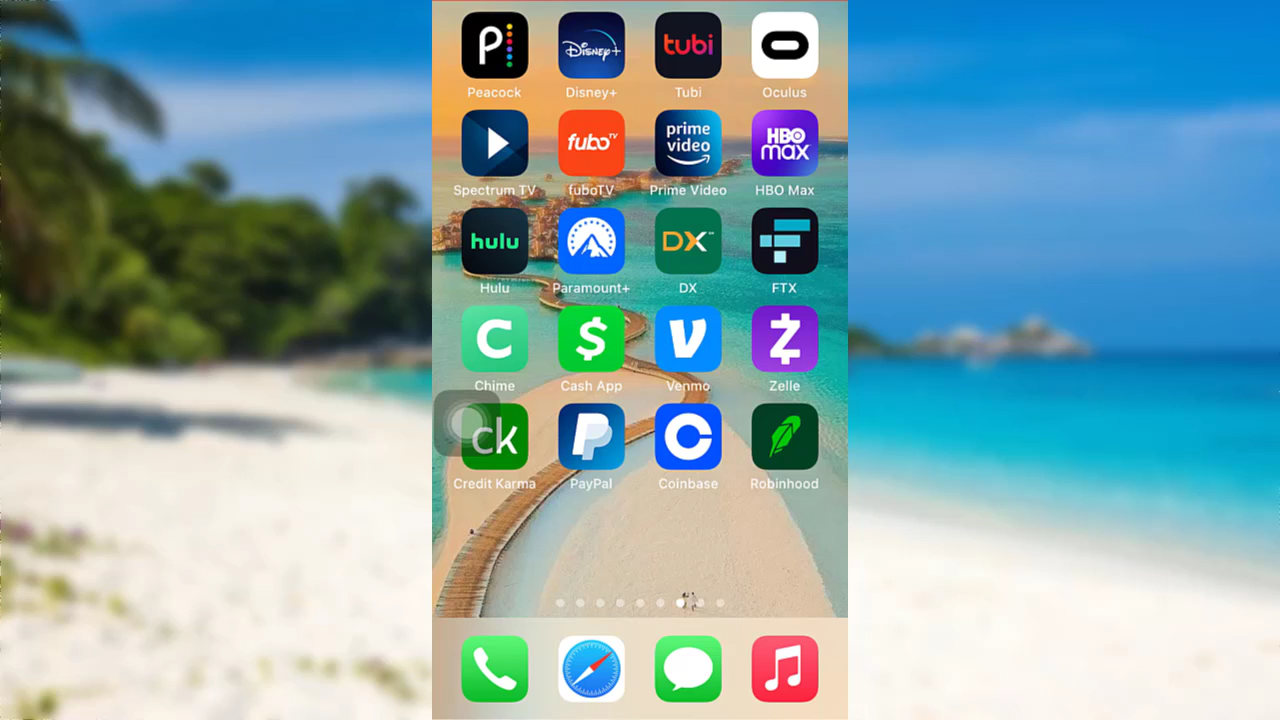 P
Disney+
tubi
Peacock
Disney+
Tubi
Oculus
fuboTV
prime video
HBO max
Spectrum TV
fuboTV
Prime Video
HBO Max
hulu
DX
Hulu
Paramount+
DX
FTX
C
$
V
Z
Chime
Cash App
Venmo
Zelle
ck
P
C
Credit Karma
PayPal
Coinbase
Robinhood